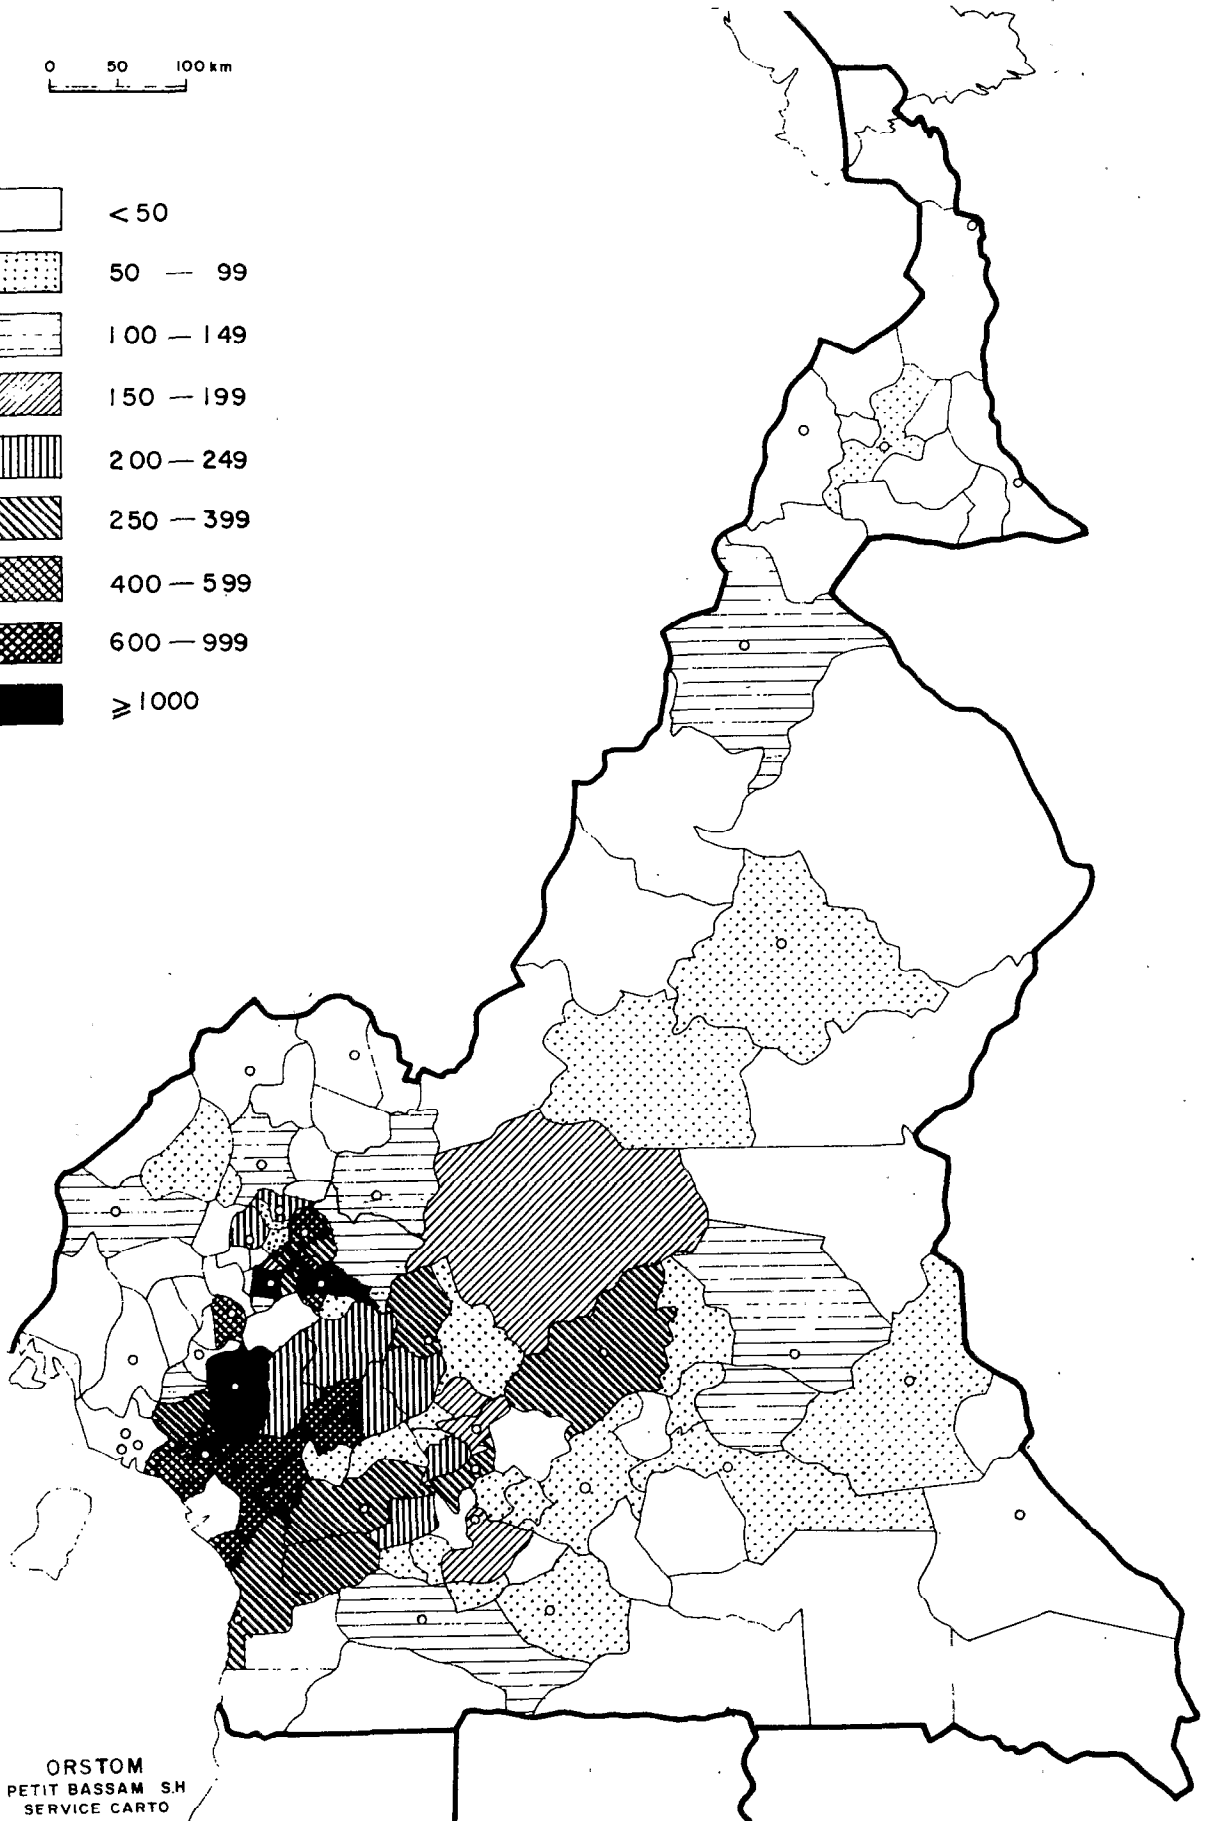 0 50 100 km
< 50
50 — 99
100 — 149
150 — 199
200 — 249
250 — 399
400 — 599
600 — 999
⩾ 1000
ORSTOM
PETIT BASSAM S.H
SERVICE CARTO